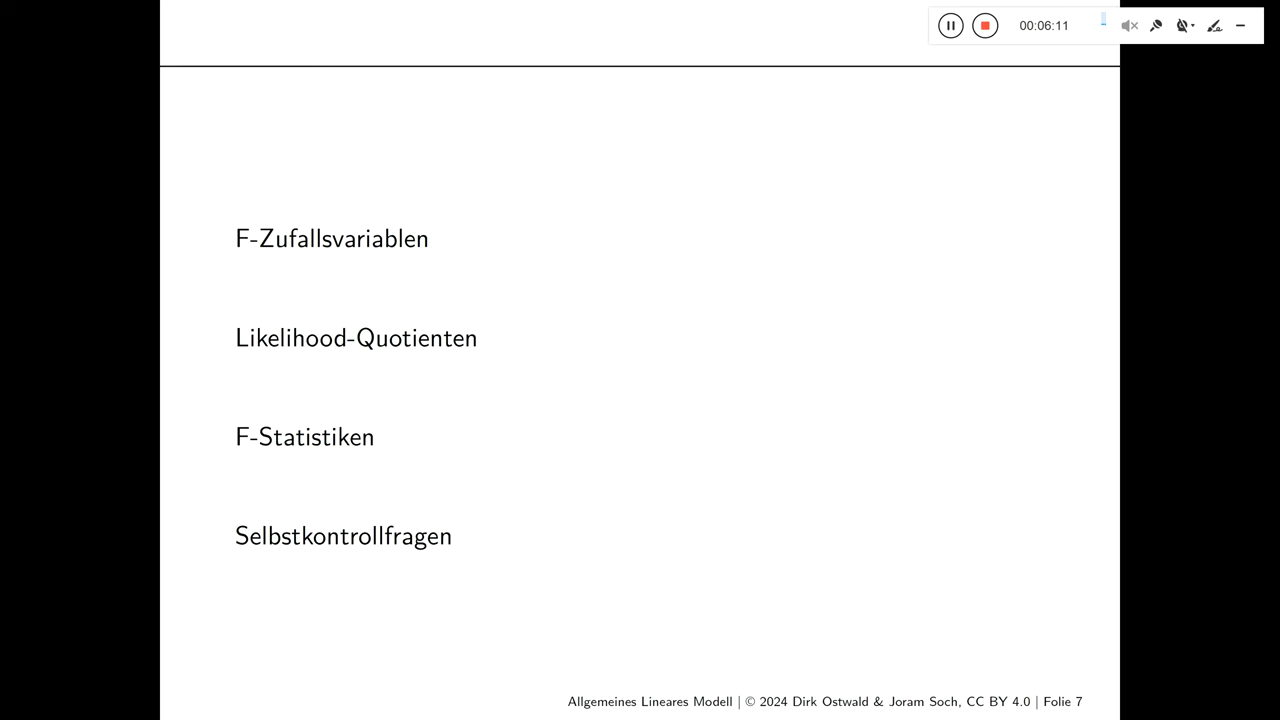 00:06:11
F-Zufallsvariablen
Likelihood-Quotienten
F-Statistiken
Selbstkontrollfragen
Allgemeines Lineares Modell | © 2024 Dirk Ostwald & Joram Soch, CC BY 4.0 | Folie 7